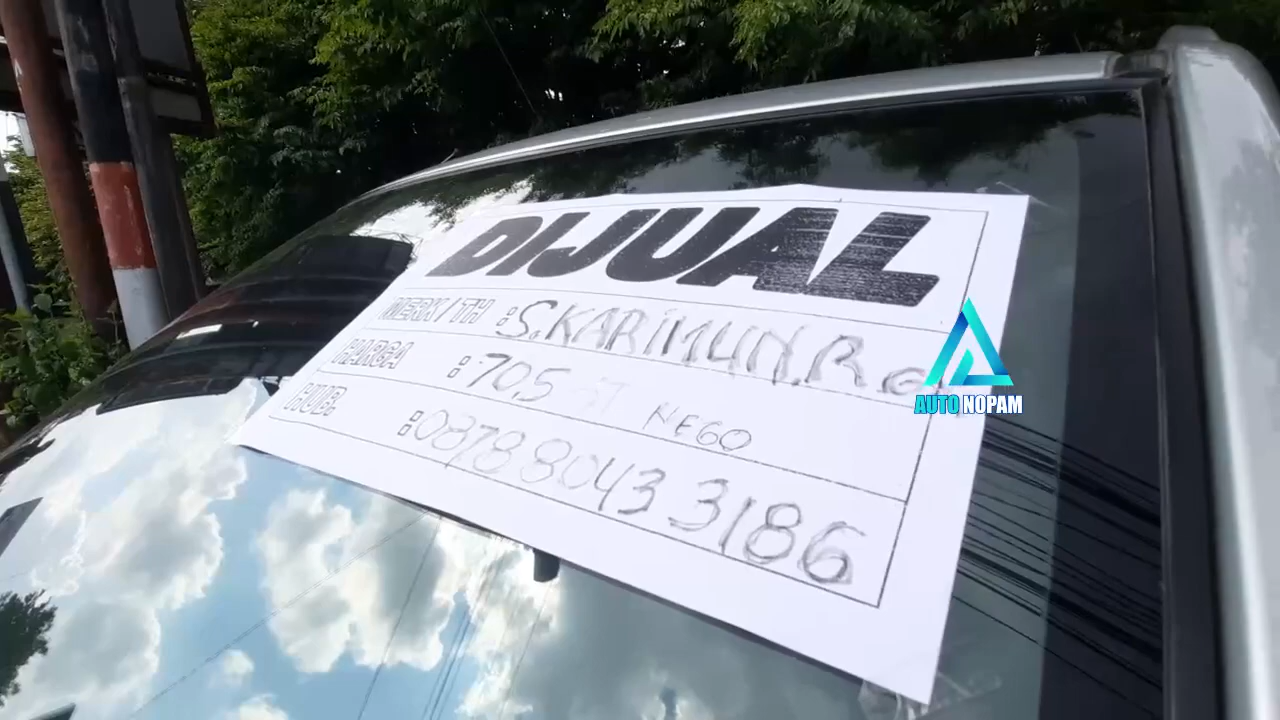 DIJUAL
MERK/TH : S.KARIMUN.R
HARGA : 70,5 JT NEGO
HUB. : 0878 8043 3186
AUTO NOPAM